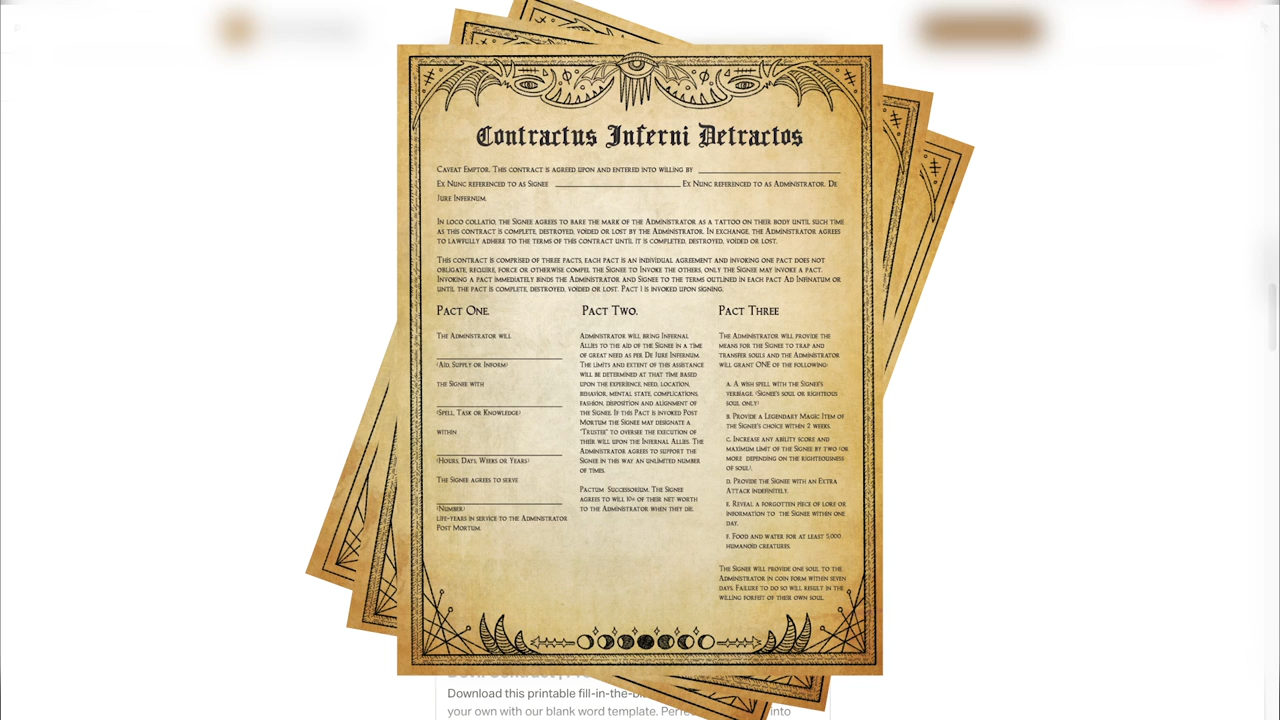 Contractus Inferni Detractos
Caveat Emptor. This contract is agreed upon and entered into willing by
Ex Nunc referenced to as Signee Ex Nunc referenced to as Administrator. De
Jure Infernum.
In loco collatio, the Signee agrees to bare the mark of the Administrator as a tattoo on their body until such time
as this contract is complete, destroyed, voided or lost by the Administrator. In exchange, the Administrator agrees
to lawfully adhere to the terms of this contract until it is completed, destroyed, voided or lost.
This contract is comprised of three pacts, each pact is an individual agreement and invoking one pact does not
obligate, require, force or otherwise compel the Signee to Invoke the others, only the Signee may invoke a pact.
Invoking a pact immediately binds the Administrator and Signee to the terms outlined in each pact Ad Infinatum or
until the pact is complete, destroyed, voided or lost. Pact 1 is invoked upon signing.
Pact One.
The Administrator will
(Aid, Supply or Inform)
the Signee with
(Spell, Task or Knowledge)
within
(Hours, Days, Weeks or Years)
The Signee agrees to serve
(Number)
life-years in service to the Administrator
Post Mortum.
Pact Two.
Administrator will bring Infernal
Allies to the aid of the Signee in a time
of great need as per De Jure Infernum.
The limits and extent of this assistance
will be determined at that time based
upon the experience, need, location,
behavior, mental state, complications,
fashion, disposition and alignment of
the Signee. If this Pact is invoked Post
Mortum the Signee may designate a
"Trustee" to oversee the execution of
their will upon the Infernal Allies. The
Administrator agrees to support the
Signee in this way an unlimited number
of times.
Pactum Successorium. The Signee
agrees to will 10% of their net worth
to the Administrator when they die.
Pact Three
The Administrator will provide the
means for the Signee to trap and
transfer souls and the Administrator
will grant ONE of the following:
a. A wish spell with the Signee's
verbiage. (Signee's soul or righteous
soul only)
b. Provide a Legendary Magic Item of
the Signee's choice within 2 weeks.
c. Increase any ability score and
maximum limit of the Signee by two (or
more depending on the righteousness
of soul).
d. Provide the Signee with an Extra
Attack indefinitely.
e. Reveal a forgotten piece of lore or
information to the Signee within one
day.
f. Food and water for at least 5,000
humanoid creatures.
The Signee will provide one soul to the
Administrator in coin form within seven
days. Failure to do so will result in the
willing forfeit of their own soul.
Download this printable fill-in-the-
your own with our blank word template. into